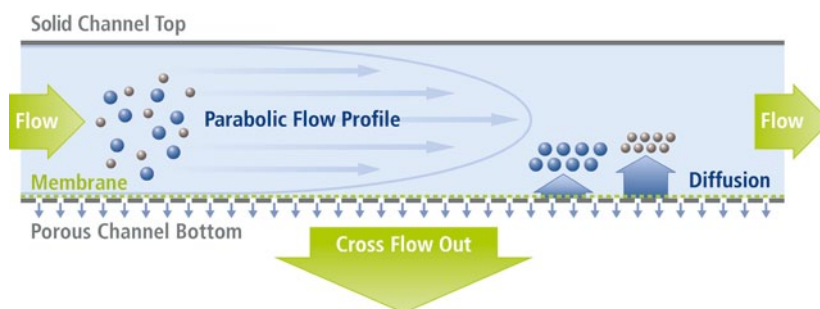 Solid Channel Top
Flow
Parabolic Flow Profile
Flow
Membrane
Diffusion
Porous Channel Bottom
Cross Flow Out